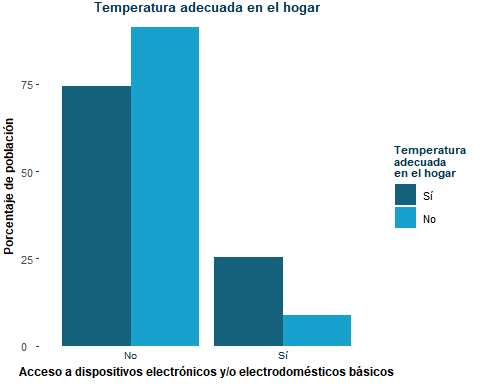 Temperatura adecuada en el hogar
Porcentaje de población
75
50
25
0
No
Sí
Acceso a dispositivos electrónicos y/o electrodomésticos básicos
Temperatura
adecuada
en el hogar
Sí
No